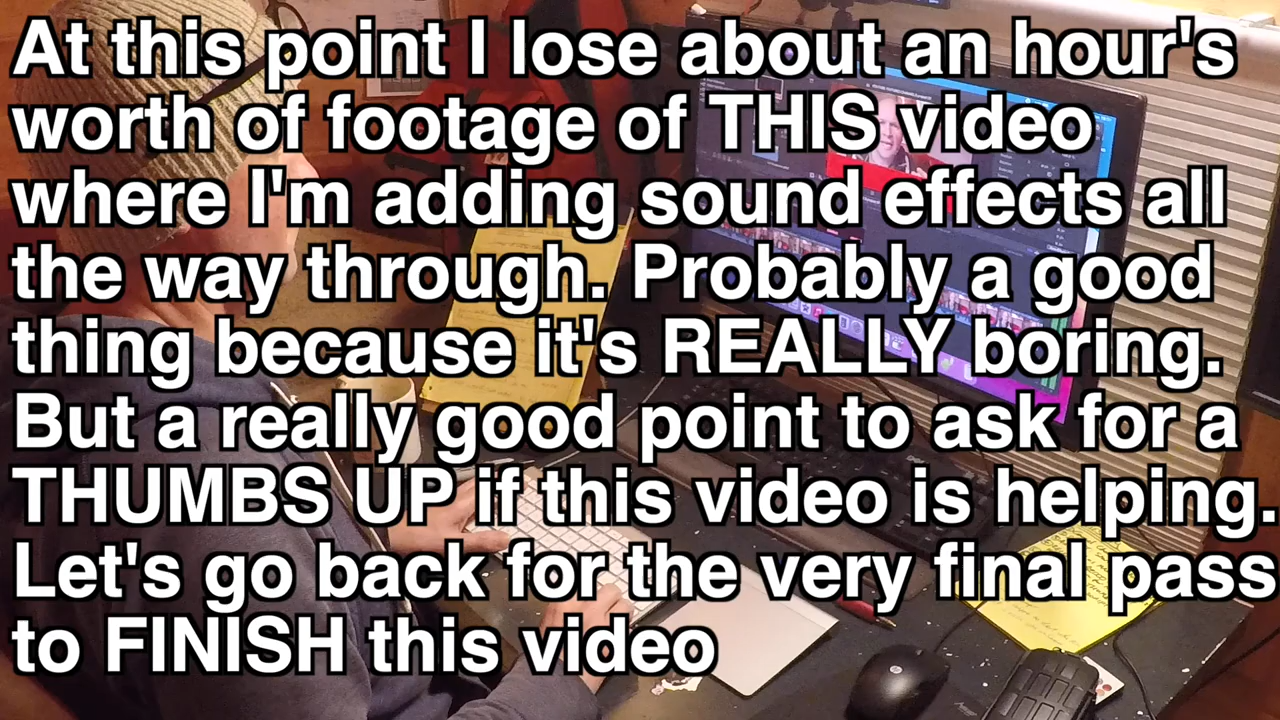 At this point I lose about an hour's
worth of footage of THIS video
where I'm adding sound effects all
the way through. Probably a good
thing because it's REALLY boring.
But a really good point to ask for a
THUMBS UP if this video is helping.
Let's go back for the very final pass
to FINISH this video